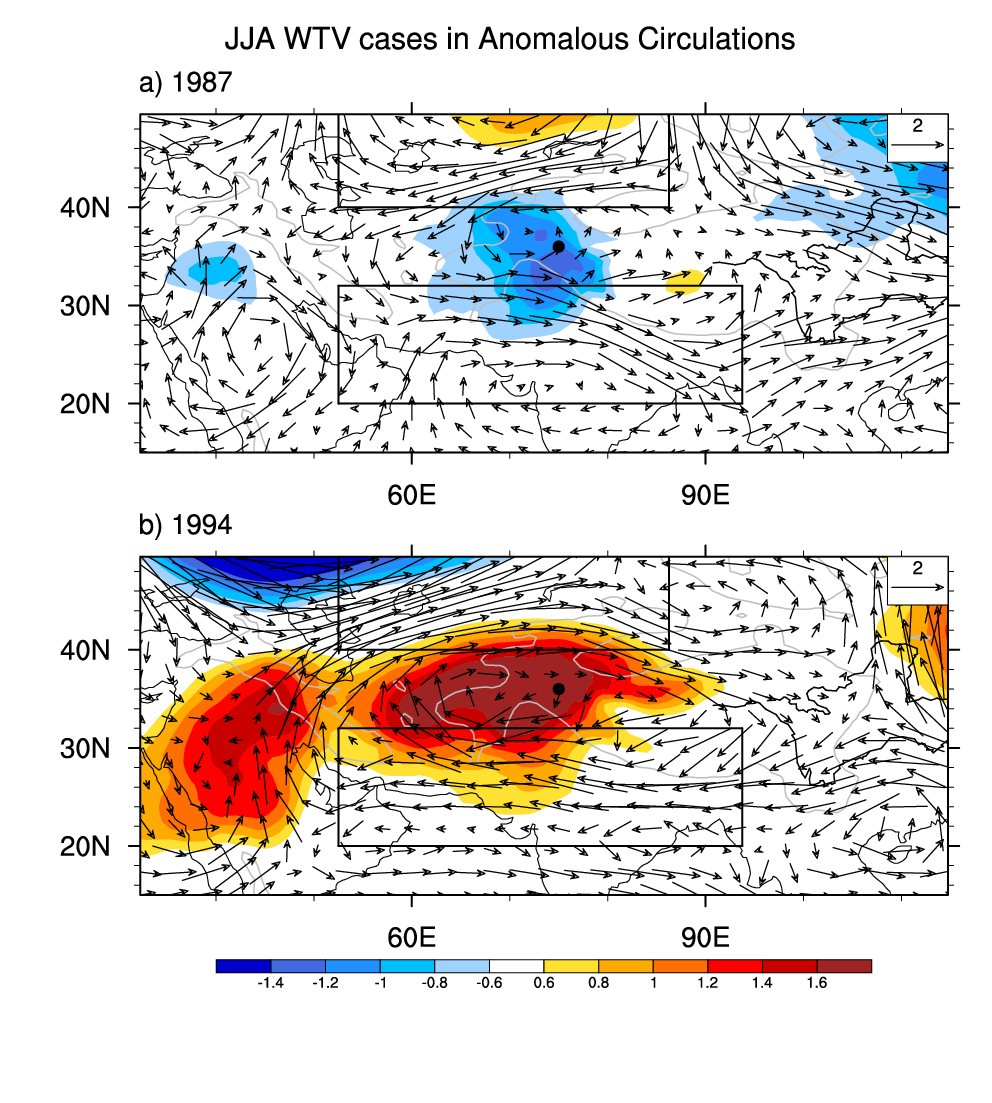 JJA WTV cases in Anomalous Circulations
a) 1987
2
40N
30N
20N
60E 90E
b) 1994
2
40N
30N
20N
60E 90E
-1.4 -1.2 -1 -0.8 -0.6 0.6 0.8 1 1.2 1.4 1.6